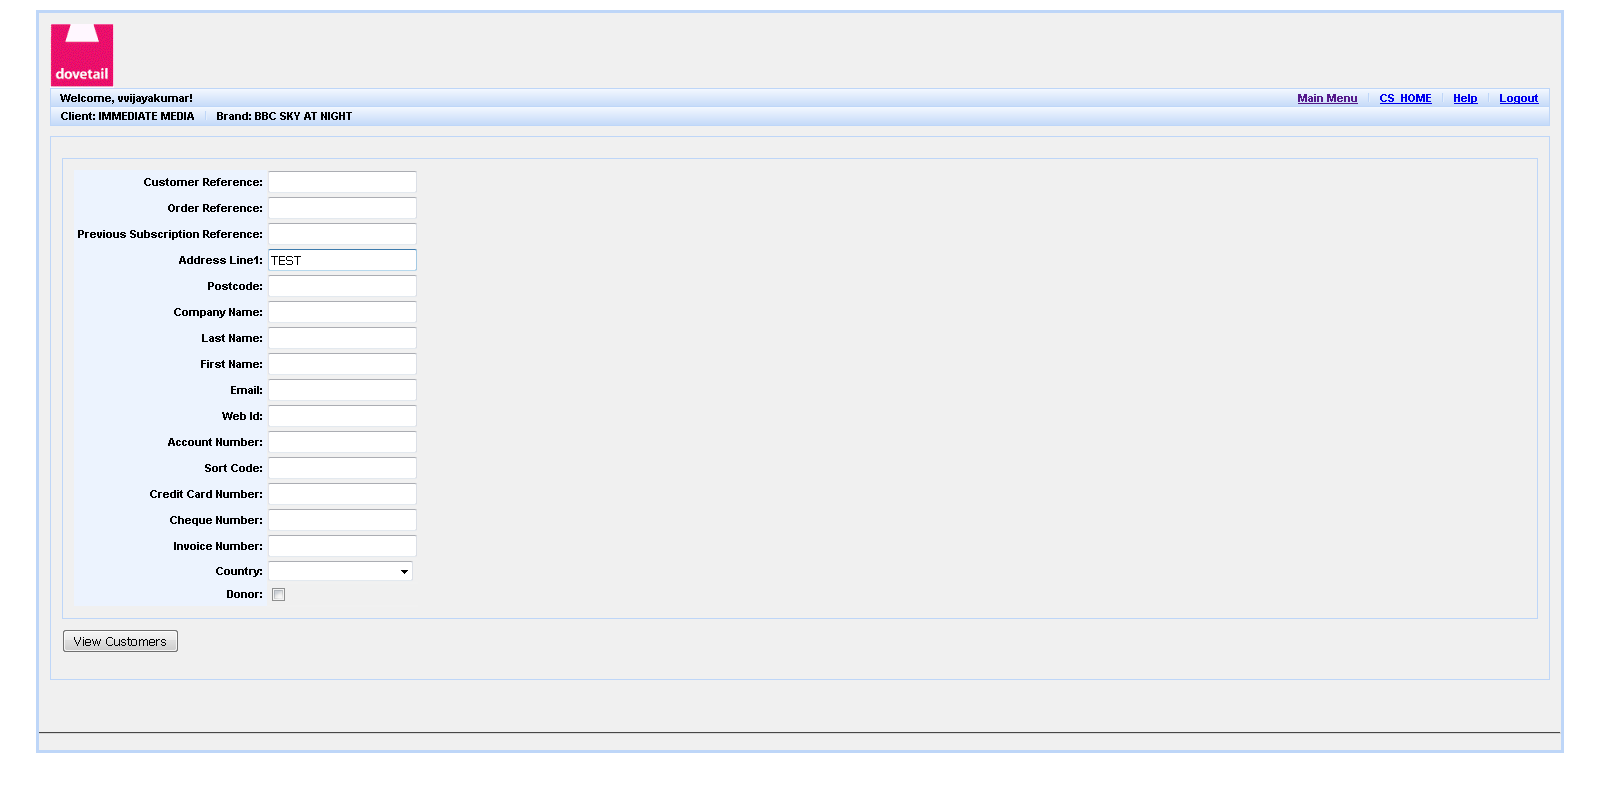 dovetail
Welcome, vvijayakumar! Main Menu CS_HOME Help Logout
Client: IMMEDIATE MEDIA Brand: BBC SKY AT NIGHT
Customer Reference:
Order Reference:
Previous Subscription Reference:
Address Line1: TEST
Postcode:
Company Name:
Last Name:
First Name:
Email:
Web Id:
Account Number:
Sort Code:
Credit Card Number:
Cheque Number:
Invoice Number:
Country:
Donor:
View Customers